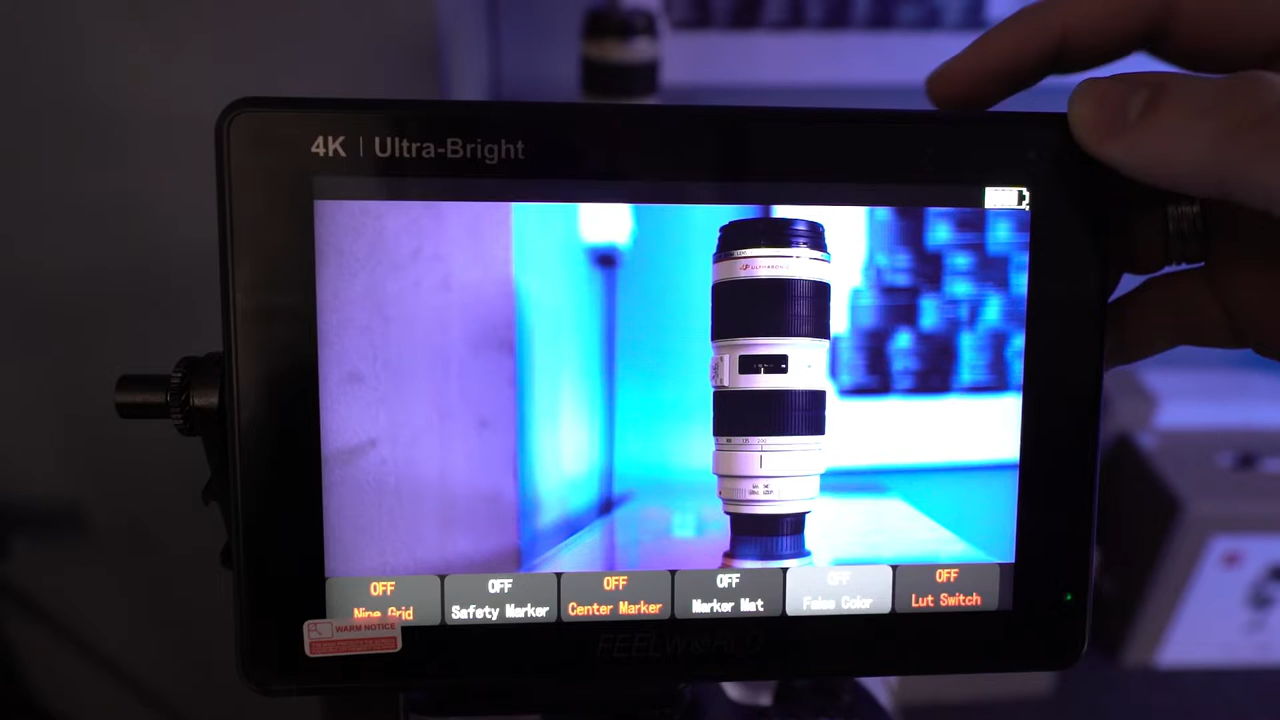 4K | Ultra-Bright
ULTRASONIC
OFF OFF OFF OFF OFF OFF
Nine Grid Safety Marker Center Marker Marker Mat False Color Lut Switch
WARM NOTICE
FEELWORLD